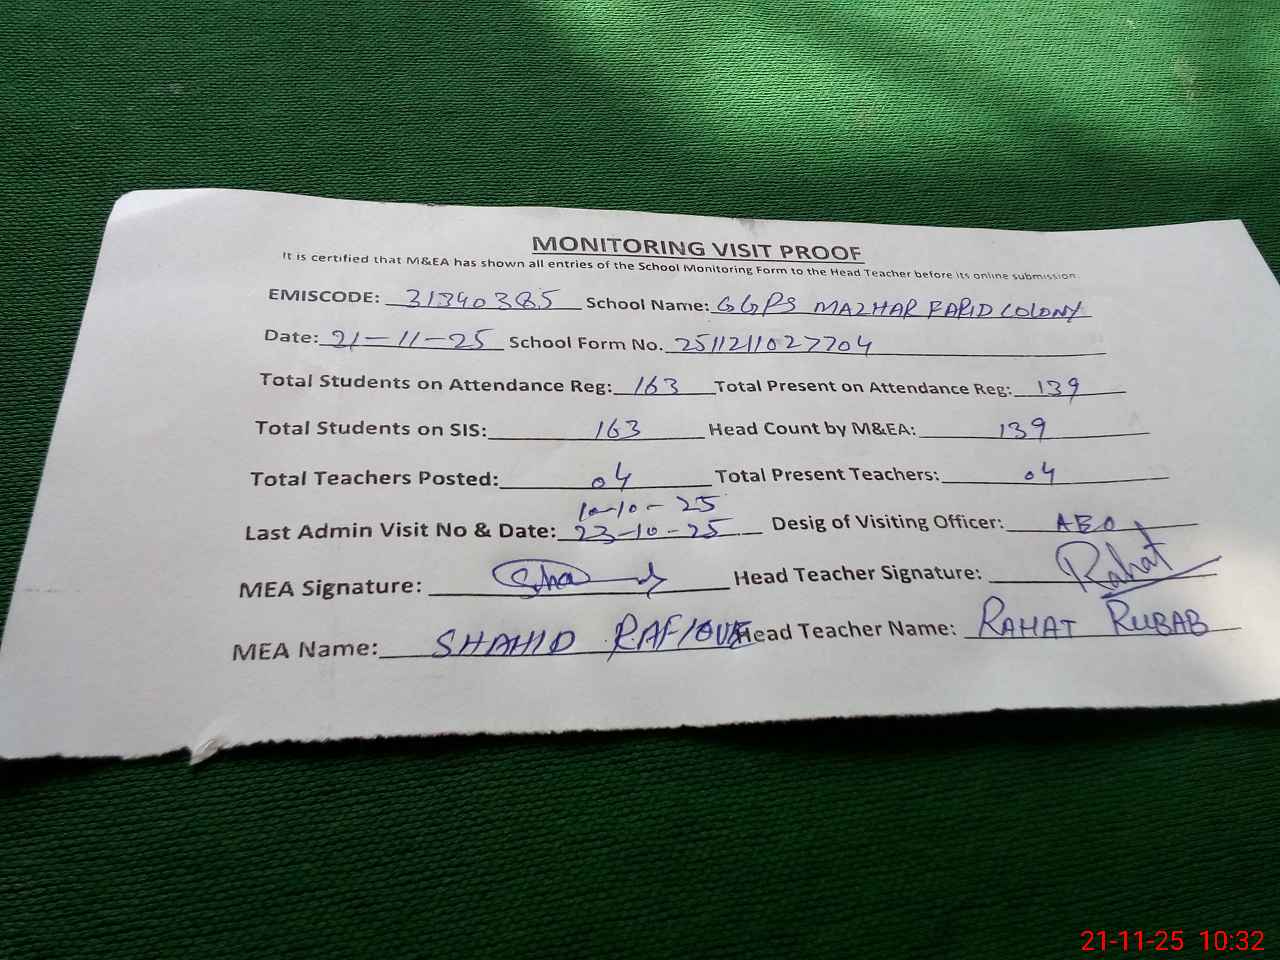 MONITORING VISIT PROOF
It is certified that M&EA has shown all entries of the School Monitoring Form to the Head Teacher before its online submission.
EMISCODE: 31340385 School Name: GGPS MAZHAR FARID COLONY
Date: 21-11-25 School Form No. 2511211027704
Total Students on Attendance Reg: 163 Total Present on Attendance Reg: 139
Total Students on SIS: 163 Head Count by M&EA: 139
Total Teachers Posted: 04 Total Present Teachers: 04
10-10-25
Last Admin Visit No & Date: 23-10-25 Desig of Visiting Officer: AEO
MEA Signature: Head Teacher Signature: Rahat
MEA Name: SHAHID RAFIQUE Head Teacher Name: RAHAT RUBAB
21-11-25 10:32